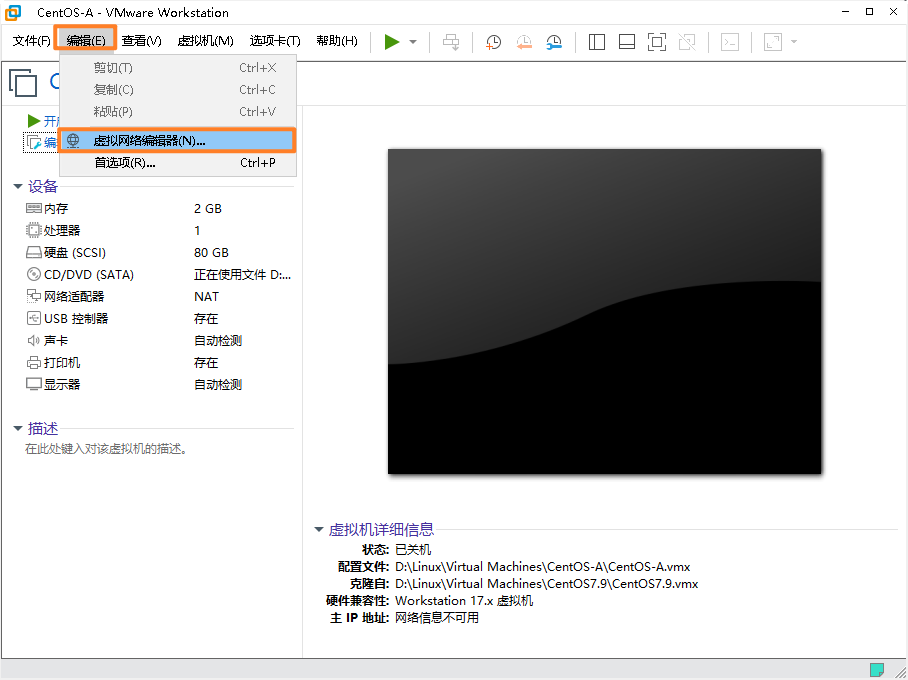 CentOS-A - VMware Workstation
文件(F) 编辑(E) 查看(V) 虚拟机(M) 选项卡(T) 帮助(H)
剪切(T) Ctrl+X
复制(C) Ctrl+C
粘贴(P) Ctrl+V
虚拟网络编辑器(N)...
首选项(R)... Ctrl+P
设备
内存 2 GB
处理器 1
硬盘 (SCSI) 80 GB
CD/DVD (SATA) 正在使用文件 D:...
网络适配器 NAT
USB 控制器 存在
声卡 自动检测
打印机 存在
显示器 自动检测
描述
在此处键入对该虚拟机的描述。
虚拟机详细信息
状态: 已关机
配置文件: D:\Linux\Virtual Machines\CentOS-A\CentOS-A.vmx
克隆自: D:\Linux\Virtual Machines\CentOS7.9\CentOS7.9.vmx
硬件兼容性: Workstation 17.x 虚拟机
主 IP 地址: 网络信息不可用